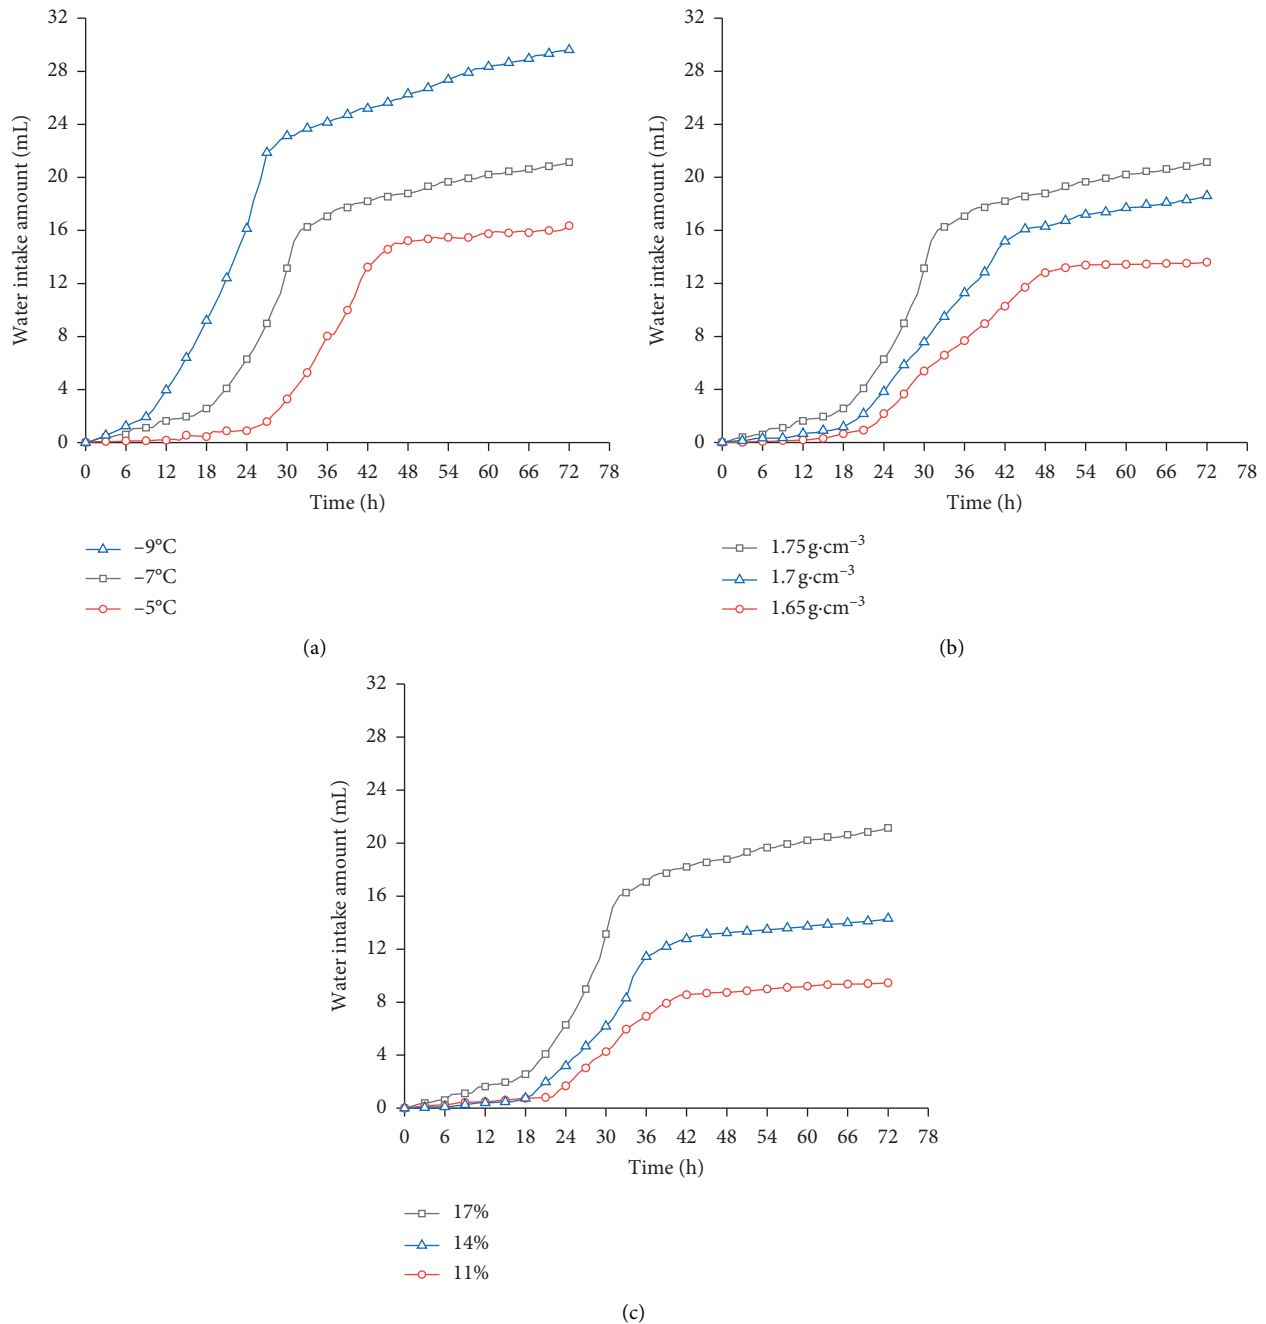 32
28
24
20
16
12
8
4
0
Water intake amount (mL)
0 6 12 18 24 30 36 42 48 54 60 66 72 78
Time (h)
–9°C
–7°C
–5°C
(a)
32
28
24
20
16
12
8
4
0
Water intake amount (mL)
0 6 12 18 24 30 36 42 48 54 60 66 72 78
Time (h)
1.75 g·cm⁻³
1.7 g·cm⁻³
1.65 g·cm⁻³
(b)
32
28
24
20
16
12
8
4
0
Water intake amount (mL)
0 6 12 18 24 30 36 42 48 54 60 66 72 78
Time (h)
17%
14%
11%
(c)